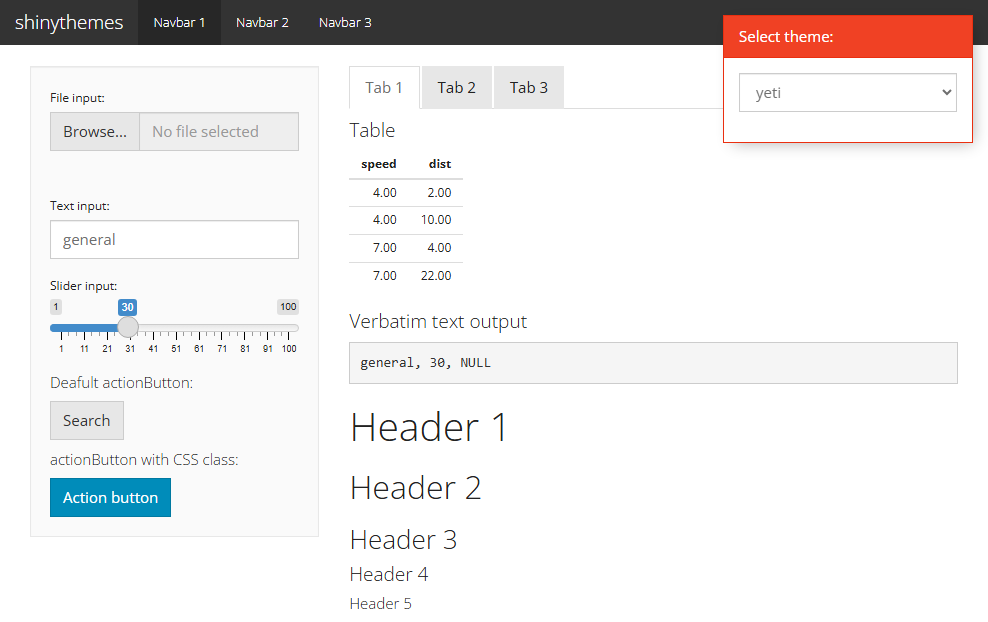 shinythemes Navbar 1 Navbar 2 Navbar 3
Select theme:
yeti
File input:
Browse... No file selected
Text input:
general
Slider input:
1 30 100
1 11 21 31 41 51 61 71 81 91 100
Deafult actionButton:
Search
actionButton with CSS class:
Action button
Tab 1 Tab 2 Tab 3
Table
speed dist
4.00 2.00
4.00 10.00
7.00 4.00
7.00 22.00
Verbatim text output
general, 30, NULL
Header 1
Header 2
Header 3
Header 4
Header 5